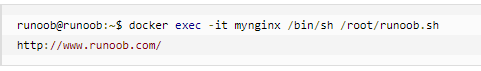 runoob@runoob:~$ docker exec -it mynginx /bin/sh /root/runoob.sh
http://www.runoob.com/